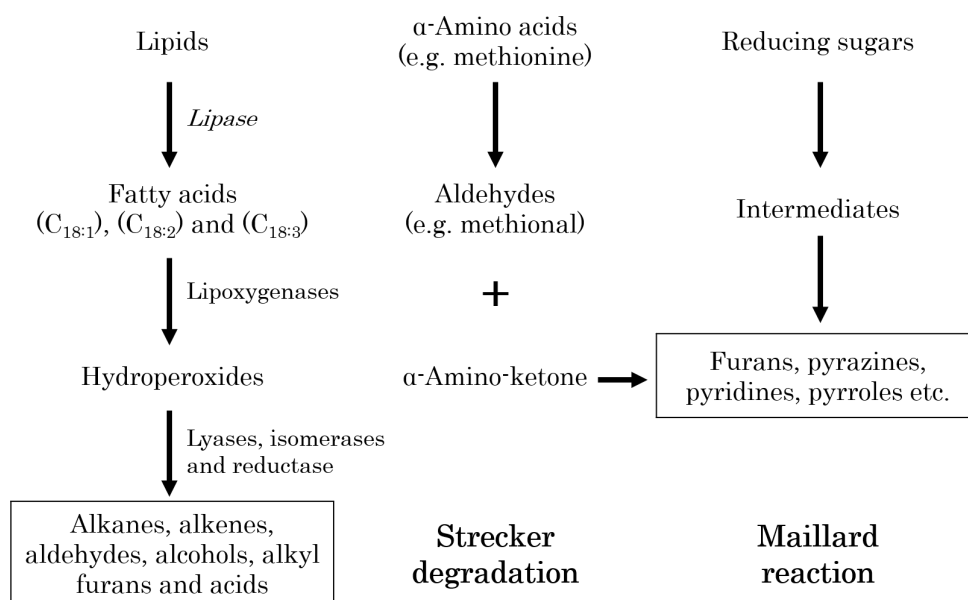 Lipids
Lipase
Fatty acids
(C18:1), (C18:2) and (C18:3)
Lipoxygenases
Hydroperoxides
Lyases, isomerases
and reductase
Alkanes, alkenes,
aldehydes, alcohols, alkyl
furans and acids
α-Amino acids
(e.g. methionine)
Aldehydes
(e.g. methional)
+
α-Amino-ketone
Strecker
degradation
Reducing sugars
Intermediates
Furans, pyrazines,
pyridines, pyrroles etc.
Maillard
reaction